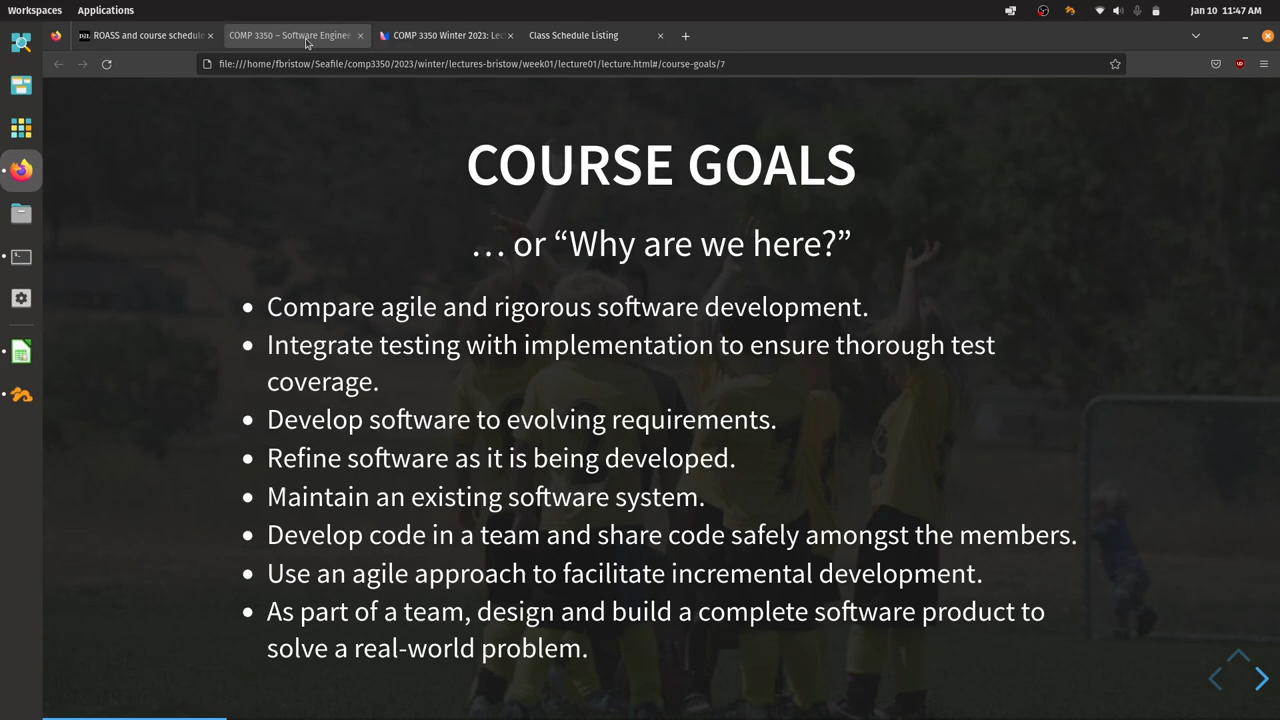 Workspaces Applications Jan 10 11:47 AM
ROASS and course schedul COMP 3350 – Software Enginee COMP 3350 Winter 2023: Lec Class Schedule Listing
file:///home/fbristow/Seafile/comp3350/2023/winter/lectures-bristow/week01/lecture01/lecture.html#/course-goals/7
COURSE GOALS
… or “Why are we here?”
• Compare agile and rigorous software development.
• Integrate testing with implementation to ensure thorough test
coverage.
• Develop software to evolving requirements.
• Refine software as it is being developed.
• Maintain an existing software system.
• Develop code in a team and share code safely amongst the members.
• Use an agile approach to facilitate incremental development.
• As part of a team, design and build a complete software product to
solve a real-world problem.